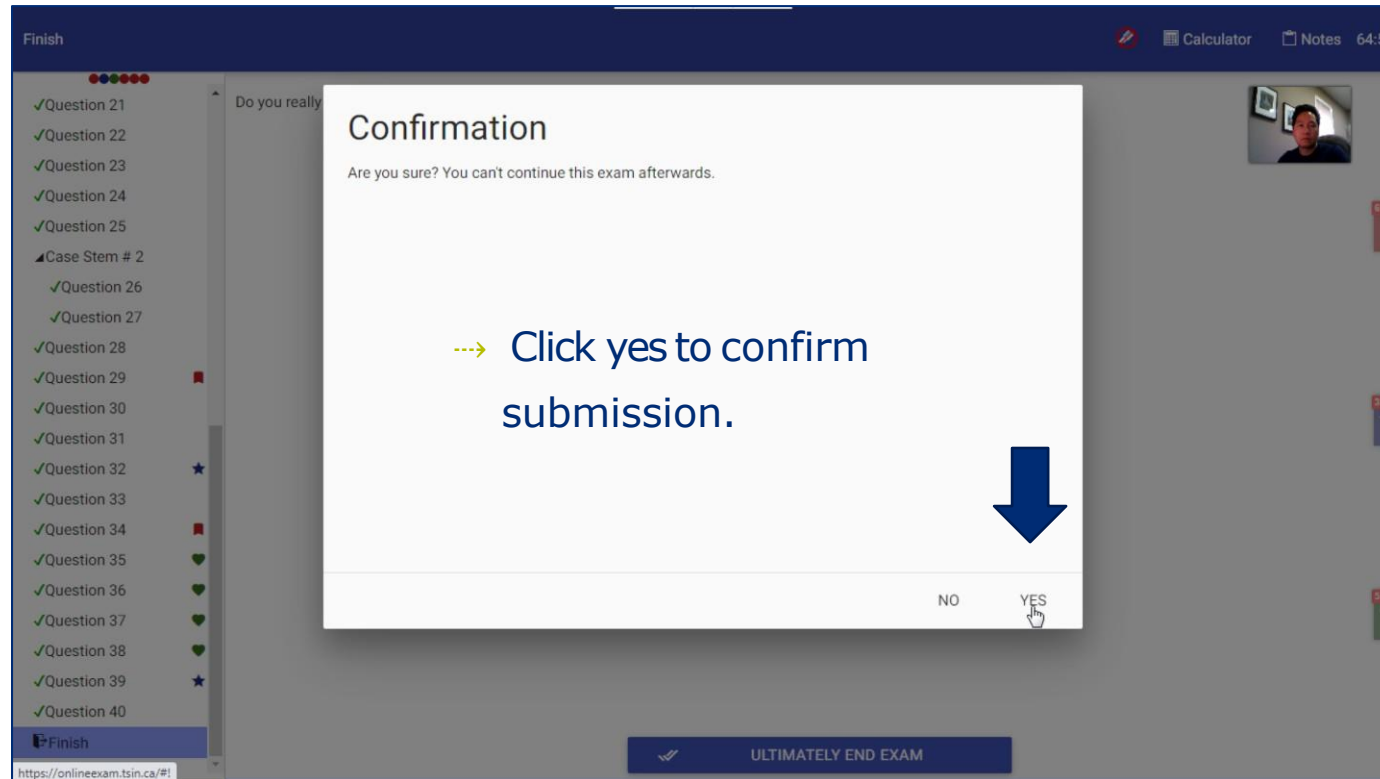 Finish
Calculator
Notes
64:
✓Question 21
✓Question 22
✓Question 23
✓Question 24
✓Question 25
Case Stem # 2
✓Question 26
✓Question 27
✓Question 28
✓Question 29
✓Question 30
✓Question 31
✓Question 32
✓Question 33
✓Question 34
✓Question 35
✓Question 36
✓Question 37
✓Question 38
✓Question 39
✓Question 40
Finish
https://onlineexam.tsin.ca/#!
Do you really
Confirmation
Are you sure? You can't continue this exam afterwards.
Click yes to confirm
submission.
NO YES
ULTIMATELY END EXAM